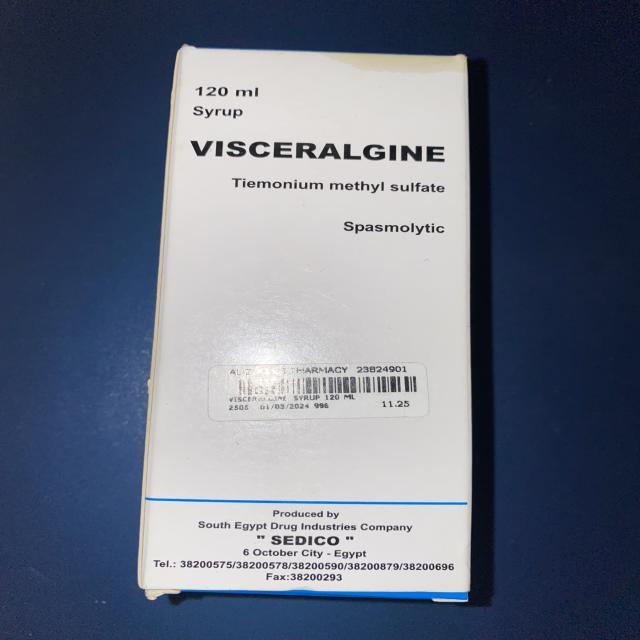 120 ml
Syrup
VISCERALGINE
Tiemonium methyl sulfate
Spasmolytic
PHARMACY 23824901
SYRUP 120 ML
01/03/2024 996
11.25
Produced by
South Egypt Drug Industries Company
" SEDICO "
6 October City - Egypt
Tel.: 38200575/38200578/38200590/38200879/38200696
Fax:38200293